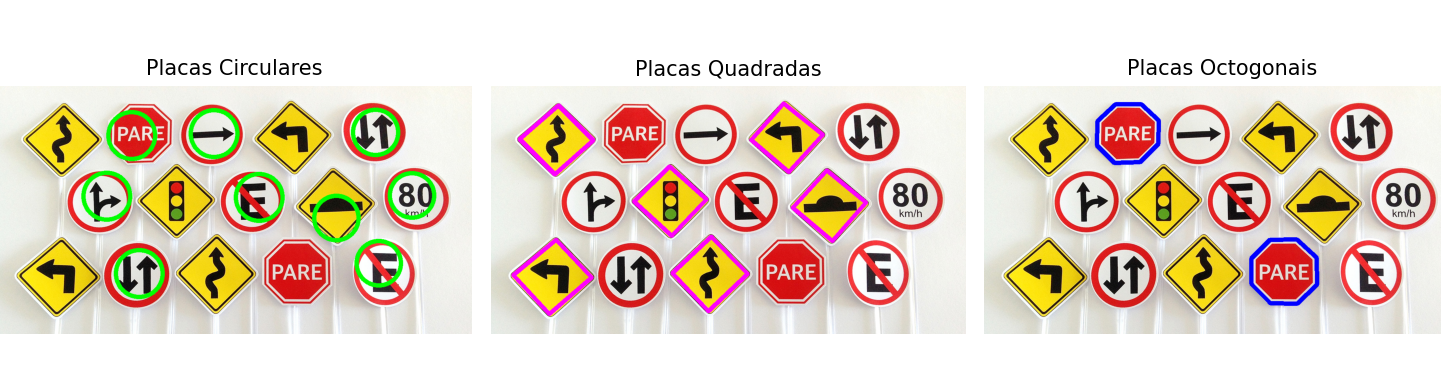 Placas Circulares
PARE
E
80
km/h
PARE
E
Placas Quadradas
PARE
E
80
km/h
PARE
E
Placas Octogonais
PARE
E
80
km/h
PARE
E